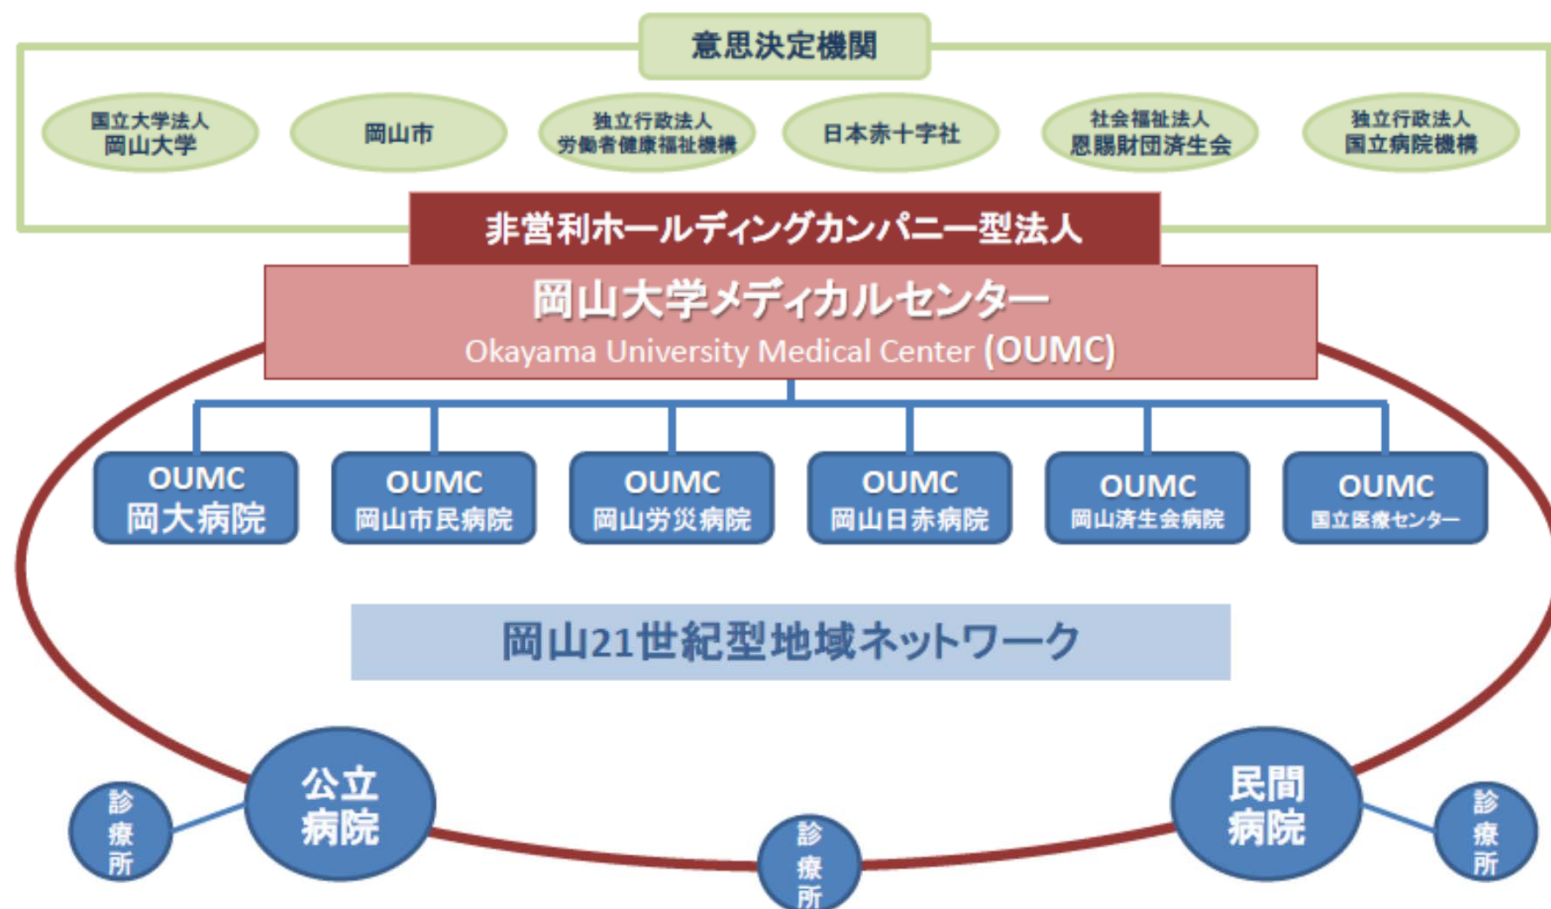 意思決定機関
国立大学法人
岡山大学
岡山市
独立行政法人
労働者健康福祉機構
日本赤十字社
社会福祉法人
恩賜財団済生会
独立行政法人
国立病院機構
非営利ホールディングカンパニー型法人
岡山大学メディカルセンター
Okayama University Medical Center (OUMC)
OUMC
岡大病院
OUMC
岡山市民病院
OUMC
岡山労災病院
OUMC
岡山日赤病院
OUMC
岡山済生会病院
OUMC
国立医療センター
岡山21世紀型地域ネットワーク
公立
病院
民間
病院
診療所
診療所
診療所